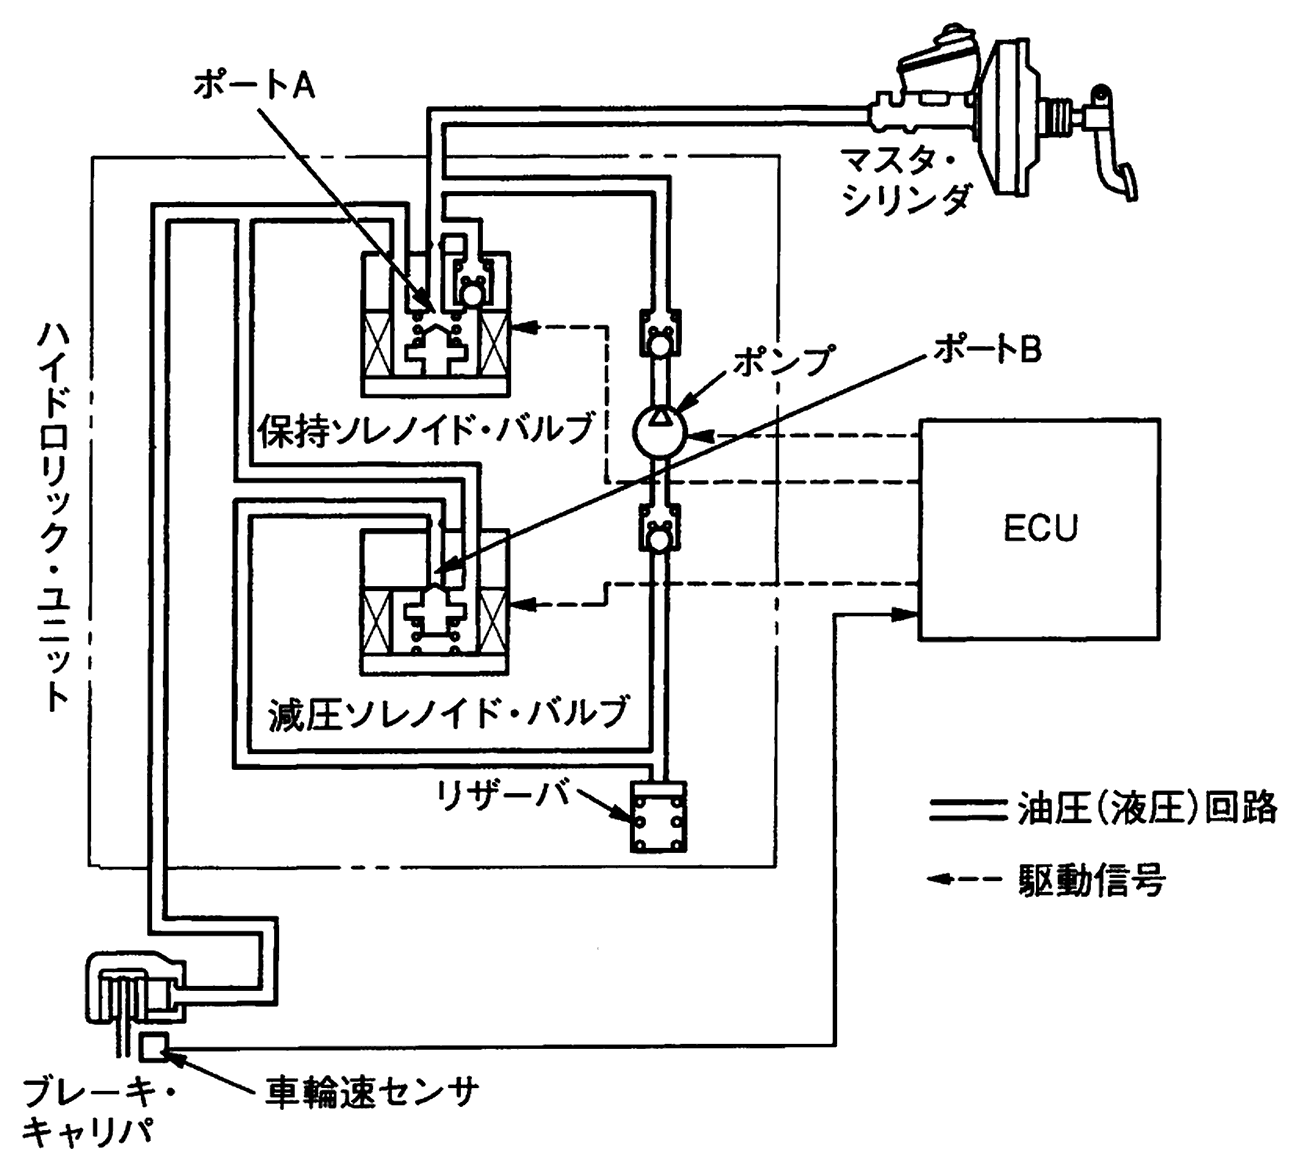 ポートA
マスタ・
シリンダ
ハイドロリック・ユニット
ポンプ
ポートB
保持ソレノイド・バルブ
ECU
減圧ソレノイド・バルブ
リザーバ
油圧(液圧)回路
駆動信号
ブレーキ・
キャリパ
車輪速センサ